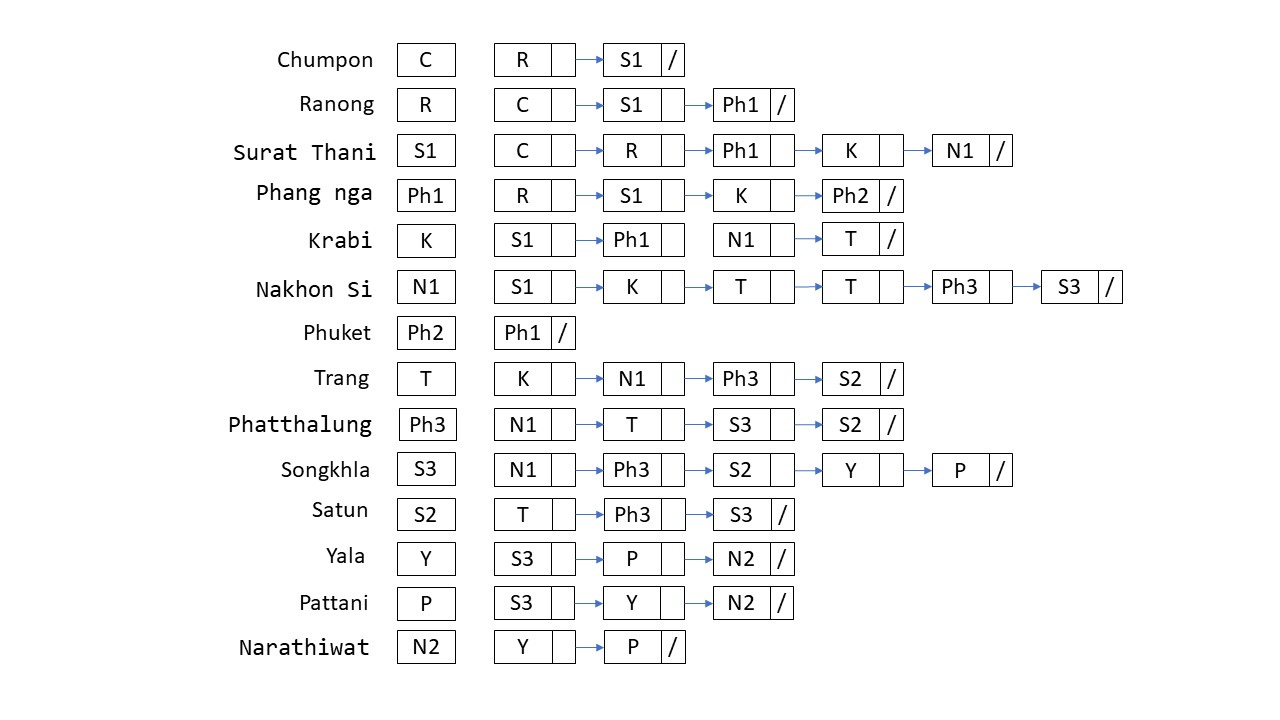 Chumpon C R S1 /
Ranong R C S1 Ph1 /
Surat Thani S1 C R Ph1 K N1 /
Phang nga Ph1 R S1 K Ph2 /
Krabi K S1 Ph1 N1 T /
Nakhon Si N1 S1 K T T Ph3 S3 /
Phuket Ph2 Ph1 /
Trang T K N1 Ph3 S2 /
Phatthalung Ph3 N1 T S3 S2 /
Songkhla S3 N1 Ph3 S2 Y P /
Satun S2 T Ph3 S3 /
Yala Y S3 P N2 /
Pattani P S3 Y N2 /
Narathiwat N2 Y P /